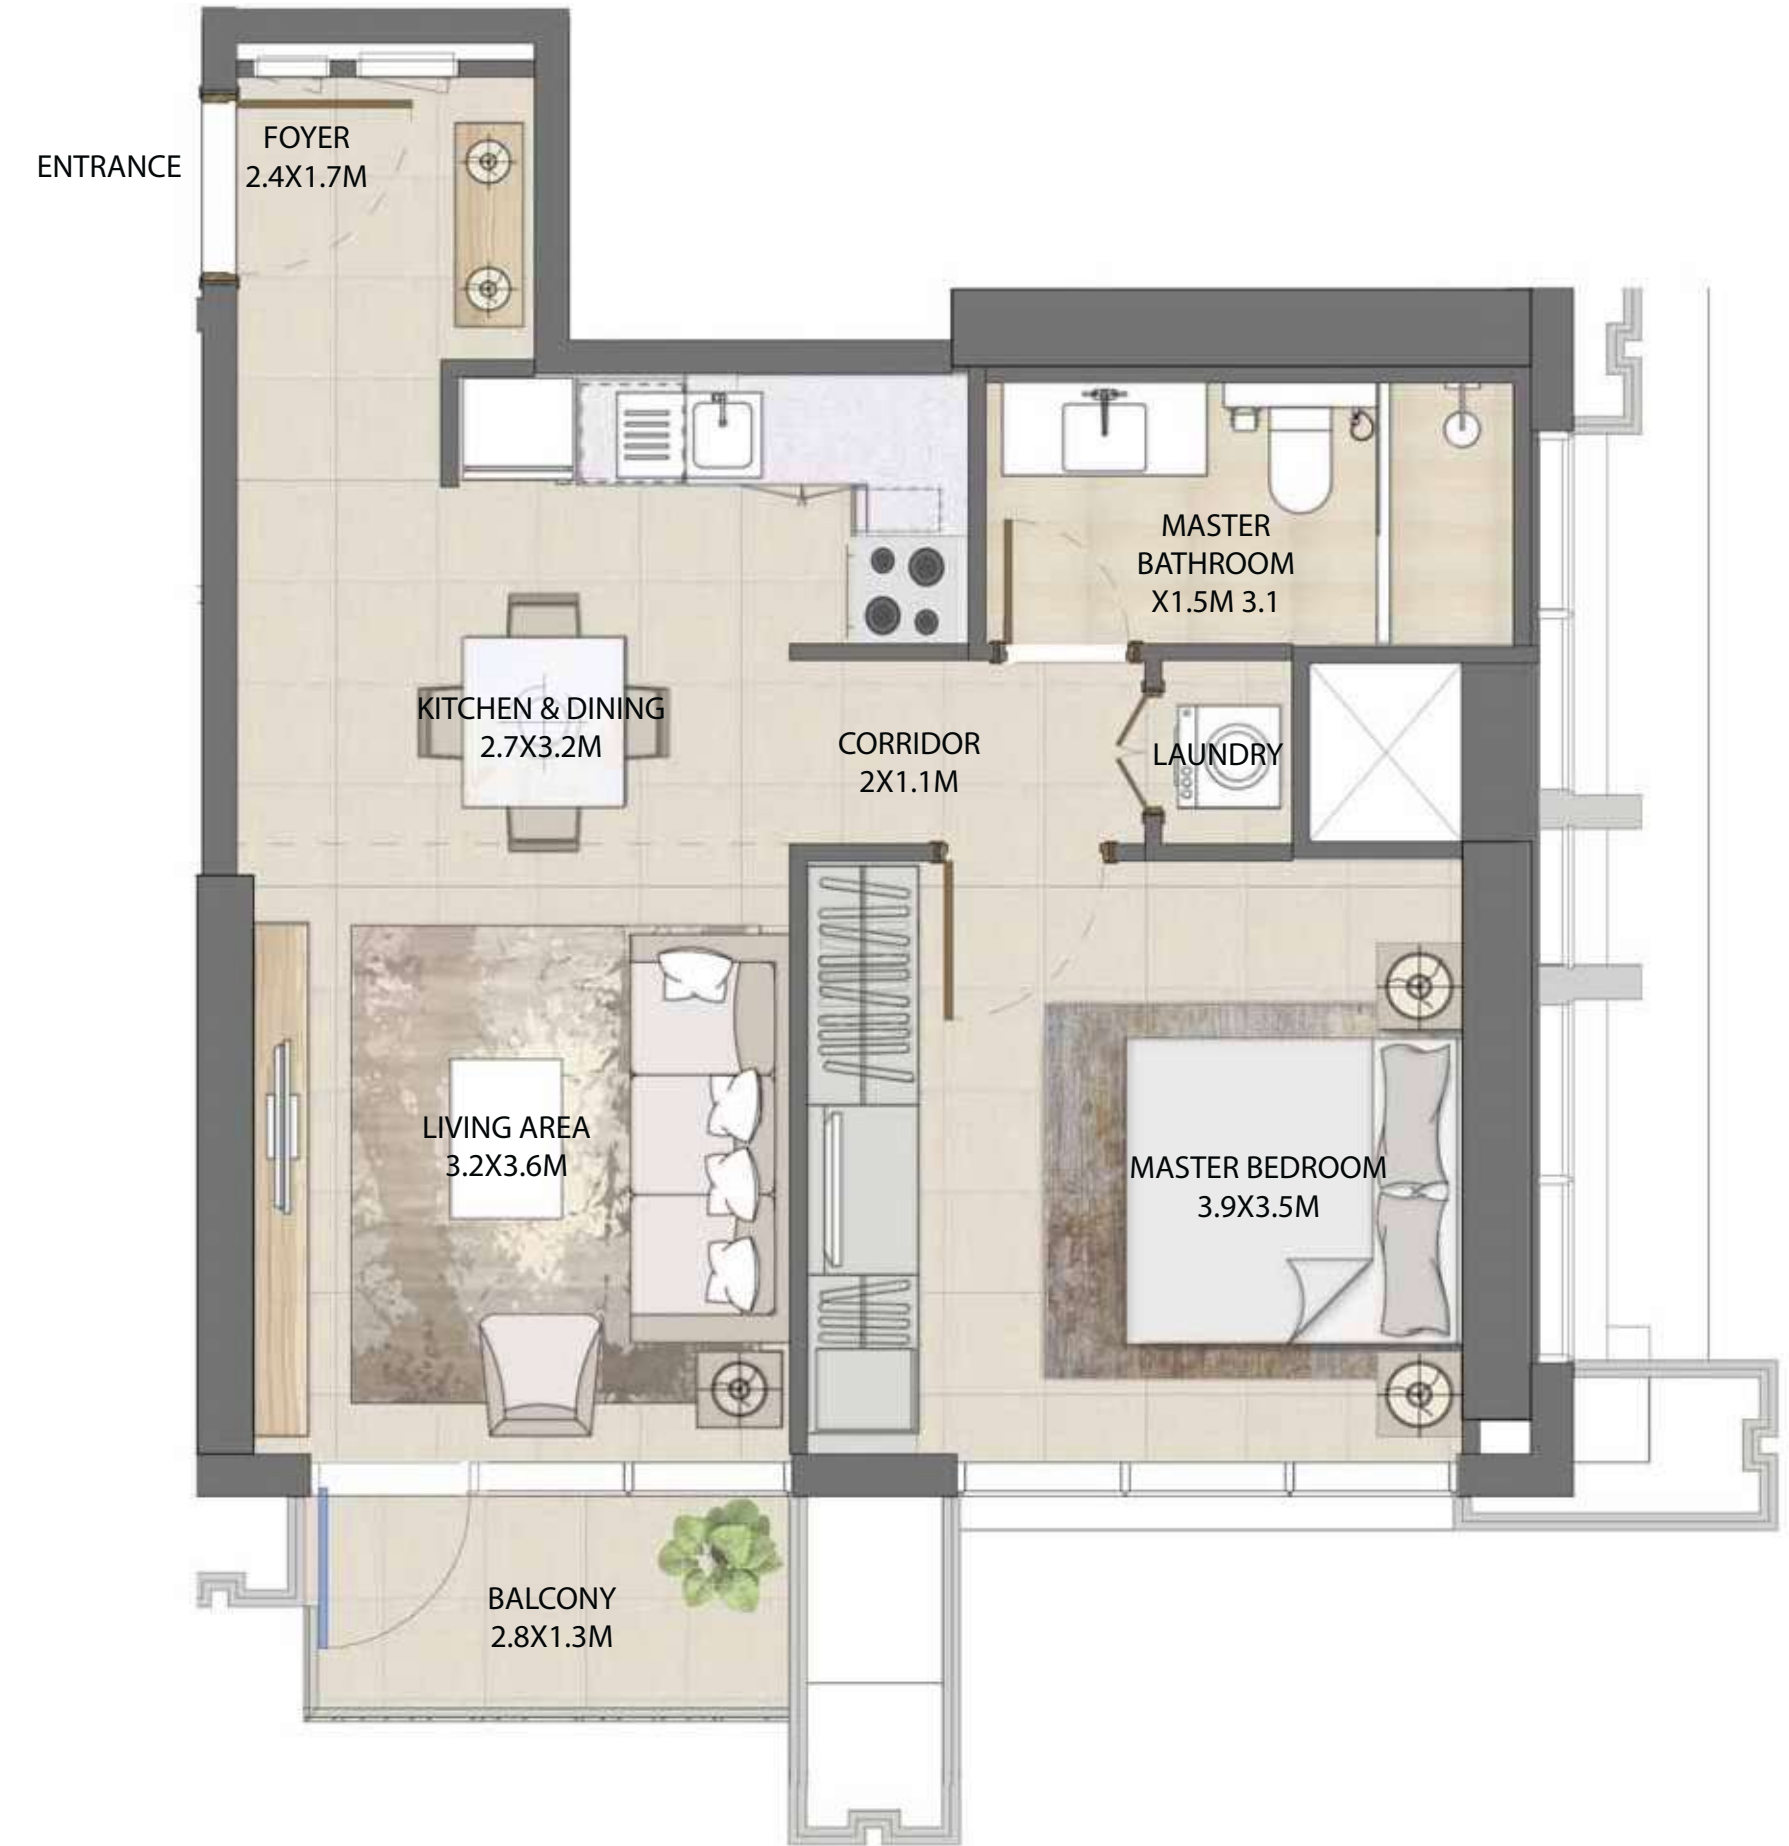 FOYER
2.4X1.7M
ENTRANCE
MASTER
BATHROOM
X1.5M 3.1
KITCHEN & DINING
2.7X3.2M
CORRIDOR
2X1.1M
LAUNDRY
LIVING AREA
3.2X3.6M
MASTER BEDROOM
3.9X3.5M
BALCONY
2.8X1.3M